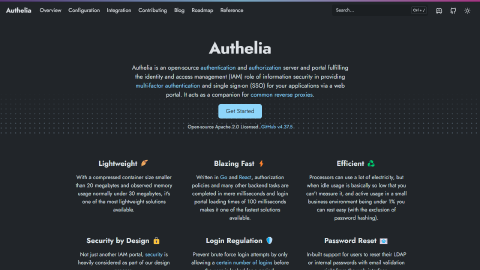 Authelia Overview Configuration Integration Contributing Blog Roadmap Reference Search... Ctrl + /
Authelia
Authelia is an open-source authentication and authorization server and portal fulfilling
the identity and access management (IAM) role of information security in providing
multi-factor authentication and single sign-on (SSO) for your applications via a web
portal. It acts as a companion for common reverse proxies.
Get Started
Open-source Apache 2.0 Licensed. GitHub v4.37.5.
Lightweight
With a compressed container size smaller
than 20 megabytes and observed memory
usage normally under 30 megabytes, it's
one of the most lightweight solutions
available.
Blazing Fast
Written in Go and React, authorization
policies and many other backend tasks are
completed in mere milliseconds and login
portal loading times of 100 milliseconds
makes it one of the fastest solutions
available.
Efficient
Processors can use a lot of electricity, but
when idle usage is basically so low that you
can't measure it, and active usage in a small
business environment being under 1% you
can rest easy (with the exclusion of
password hashing).
Security by Design
Not just another IAM portal, security is
heavily considered as part of our design
Login Regulation
Prevent brute force login attempts by only
allowing a certain number of logins before
Password Reset
In-built support for users to reset their LDAP
or internal passwords with email validation